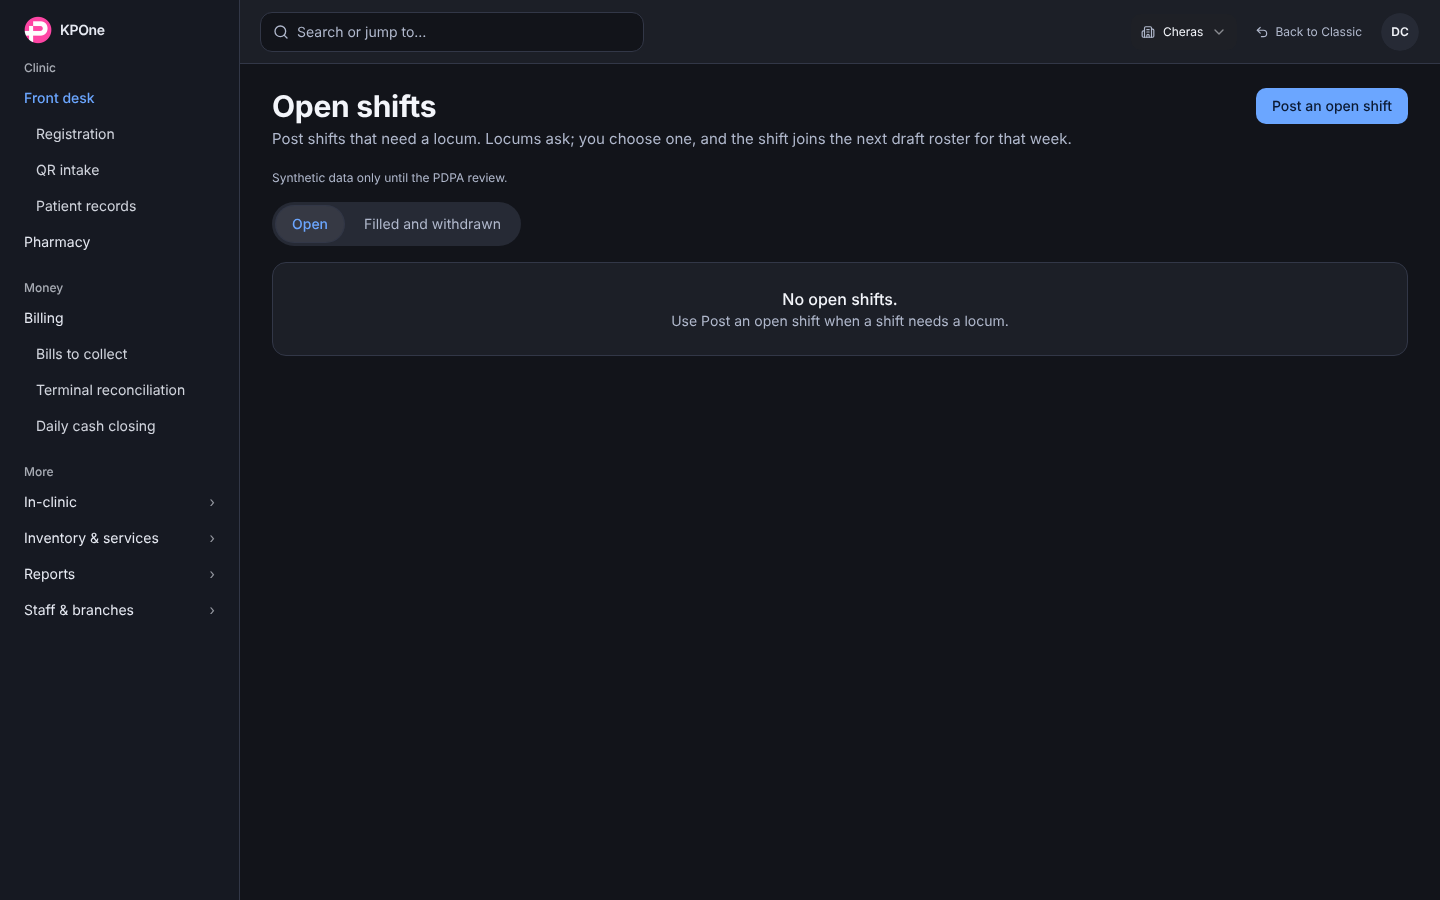 KPOne
Clinic
Front desk
Registration
QR intake
Patient records
Pharmacy
Money
Billing
Bills to collect
Terminal reconciliation
Daily cash closing
More
In-clinic
Inventory & services
Reports
Staff & branches
Search or jump to...
Cheras
Back to Classic
DC
Open shifts
Post an open shift
Post shifts that need a locum. Locums ask; you choose one, and the shift joins the next draft roster for that week.
Synthetic data only until the PDPA review.
Open
Filled and withdrawn
No open shifts.
Use Post an open shift when a shift needs a locum.